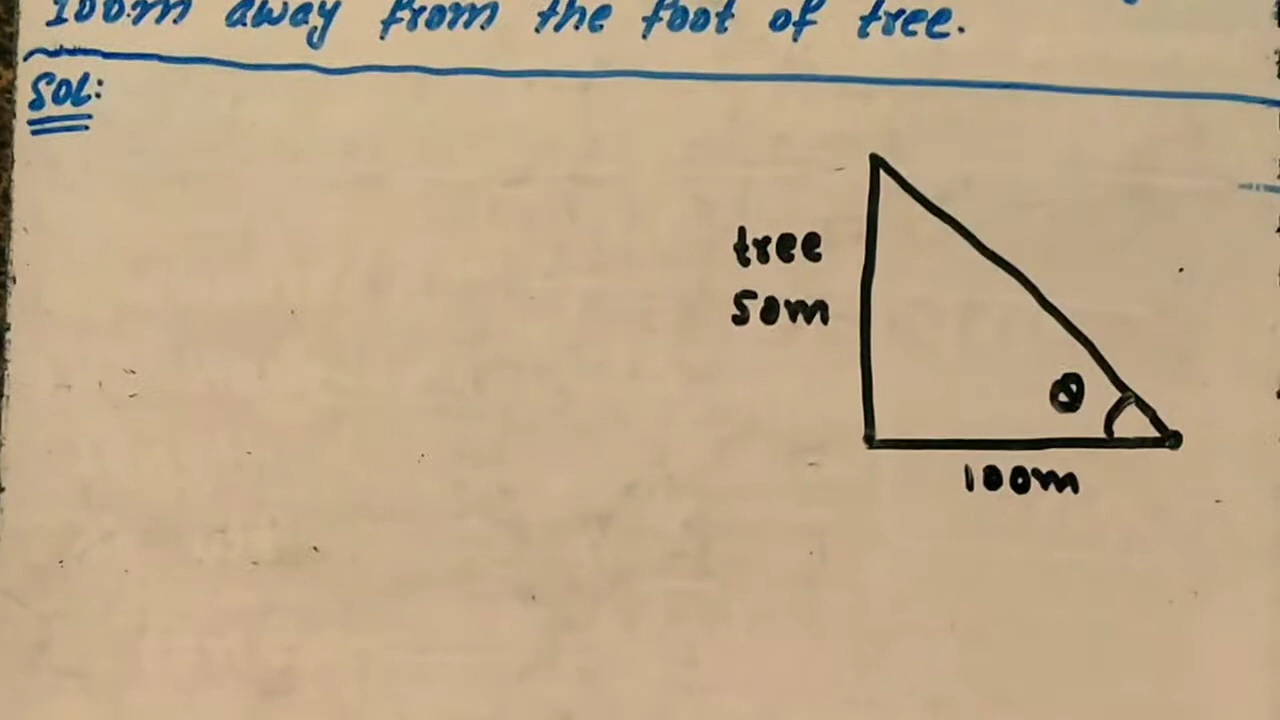 100m away from the foot of tree.
SOL:
tree
50m
θ
100m